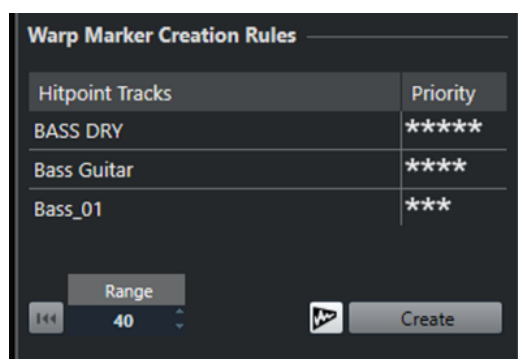 Warp Marker Creation Rules
Hitpoint Tracks Priority
BASS DRY *****
Bass Guitar ****
Bass_01 ***
Range
40 Create